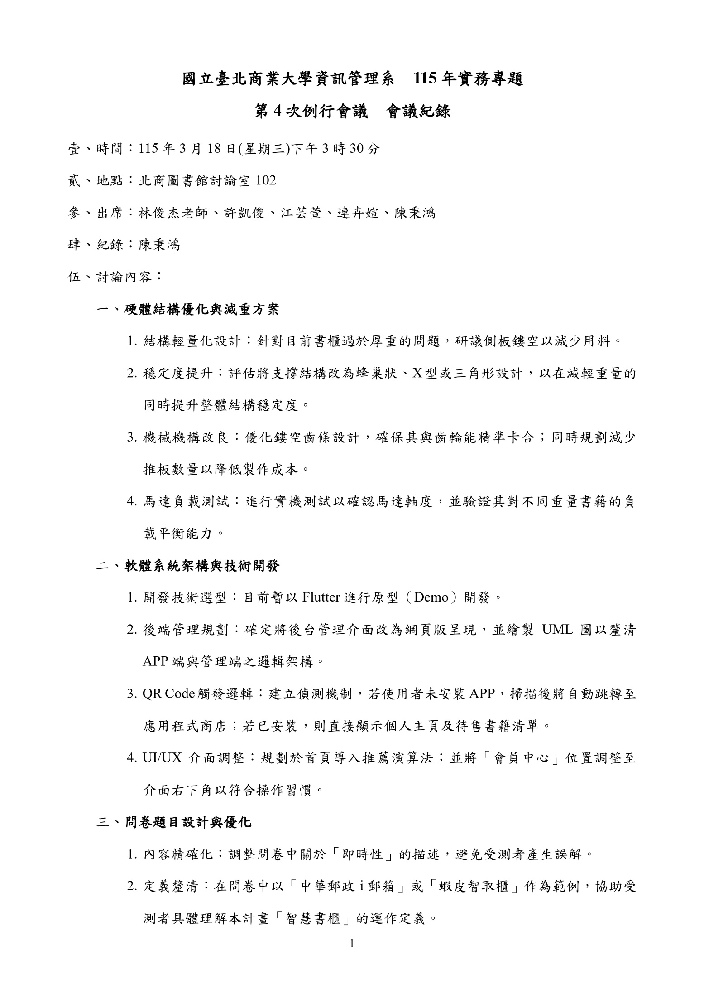 國立臺北商業大學資訊管理系　115 年實務專題
第 4 次例行會議　會議紀錄
壹、時間：115 年 3 月 18 日(星期三)下午 3 時 30 分
貳、地點：北商圖書館討論室 102
參、出席：林俊杰老師、許凱俊、江芸萱、連卉媗、陳秉鴻
肆、紀錄：陳秉鴻
伍、討論內容：
一、硬體結構優化與減重方案
1. 結構輕量化設計：針對目前書櫃過於厚重的問題，研議側板鏤空以減少用料。
2. 穩定度提升：評估將支撐結構改為蜂巢狀、X 型或三角形設計，以在減輕重量的
同時提升整體結構穩定度。
3. 機械機構改良：優化鏤空齒條設計，確保其與齒輪能精準卡合；同時規劃減少
推板數量以降低製作成本。
4. 馬達負載測試：進行實機測試以確認馬達軸度，並驗證其對不同重量書籍的負
載平衡能力。
二、軟體系統架構與技術開發
1. 開發技術選型：目前暫以 Flutter 進行原型（Demo）開發。
2. 後端管理規劃：確定將後台管理介面改為網頁版呈現，並繪製 UML 圖以釐清
APP 端與管理端之邏輯架構。
3. QR Code 觸發邏輯：建立偵測機制，若使用者未安裝 APP，掃描後將自動跳轉至
應用程式商店；若已安裝，則直接顯示個人主頁及待售書籍清單。
4. UI/UX 介面調整：規劃於首頁導入推薦演算法；並將「會員中心」位置調整至
介面右下角以符合操作習慣。
三、問卷題目設計與優化
1. 內容精確化：調整問卷中關於「即時性」的描述，避免受測者產生誤解。
2. 定義釐清：在問卷中以「中華郵政 i 郵箱」或「蝦皮智取櫃」作為範例，協助受
測者具體理解本計畫「智慧書櫃」的運作定義。
1